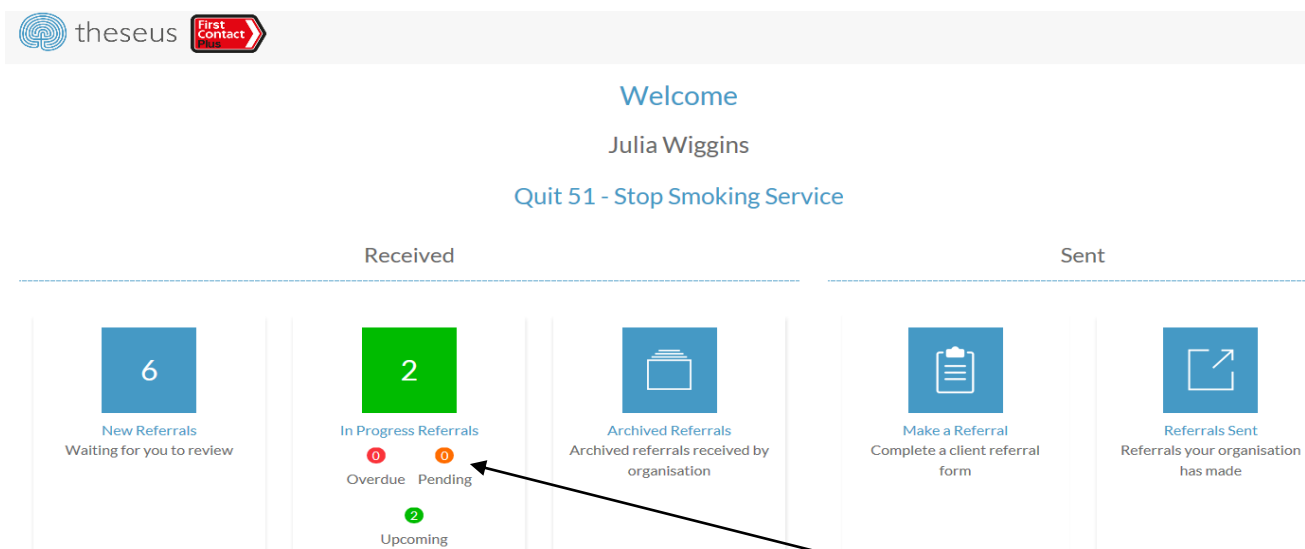 theseus
First
Contact
Plus
Welcome
Julia Wiggins
Quit 51 - Stop Smoking Service
Received
Sent
6
New Referrals
Waiting for you to review
2
In Progress Referrals
0
0
Overdue
Pending
2
Upcoming
Archived Referrals
Archived referrals received by
organisation
Make a Referral
Complete a client referral
form
Referrals Sent
Referrals your organisation
has made